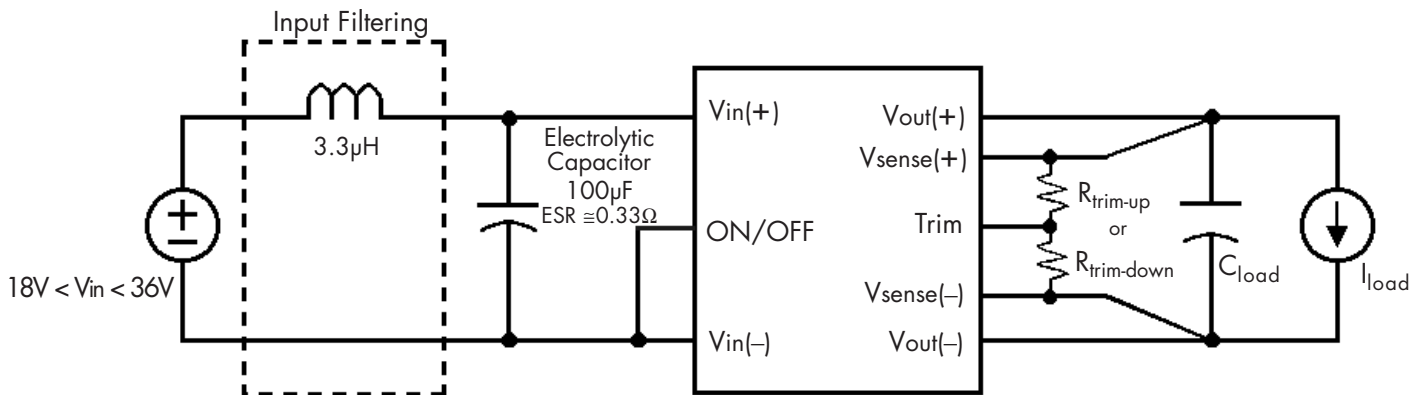 Input Filtering
3.3µH
18V < Vin < 36V
Electrolytic
Capacitor
100µF
ESR ≅0.33Ω
Vin(+)
ON/OFF
Vin(–)
Vout(+)
Vsense(+)
Trim
Vsense(–)
Vout(–)
Rtrim-up
or
Rtrim-down
Cload
Iload